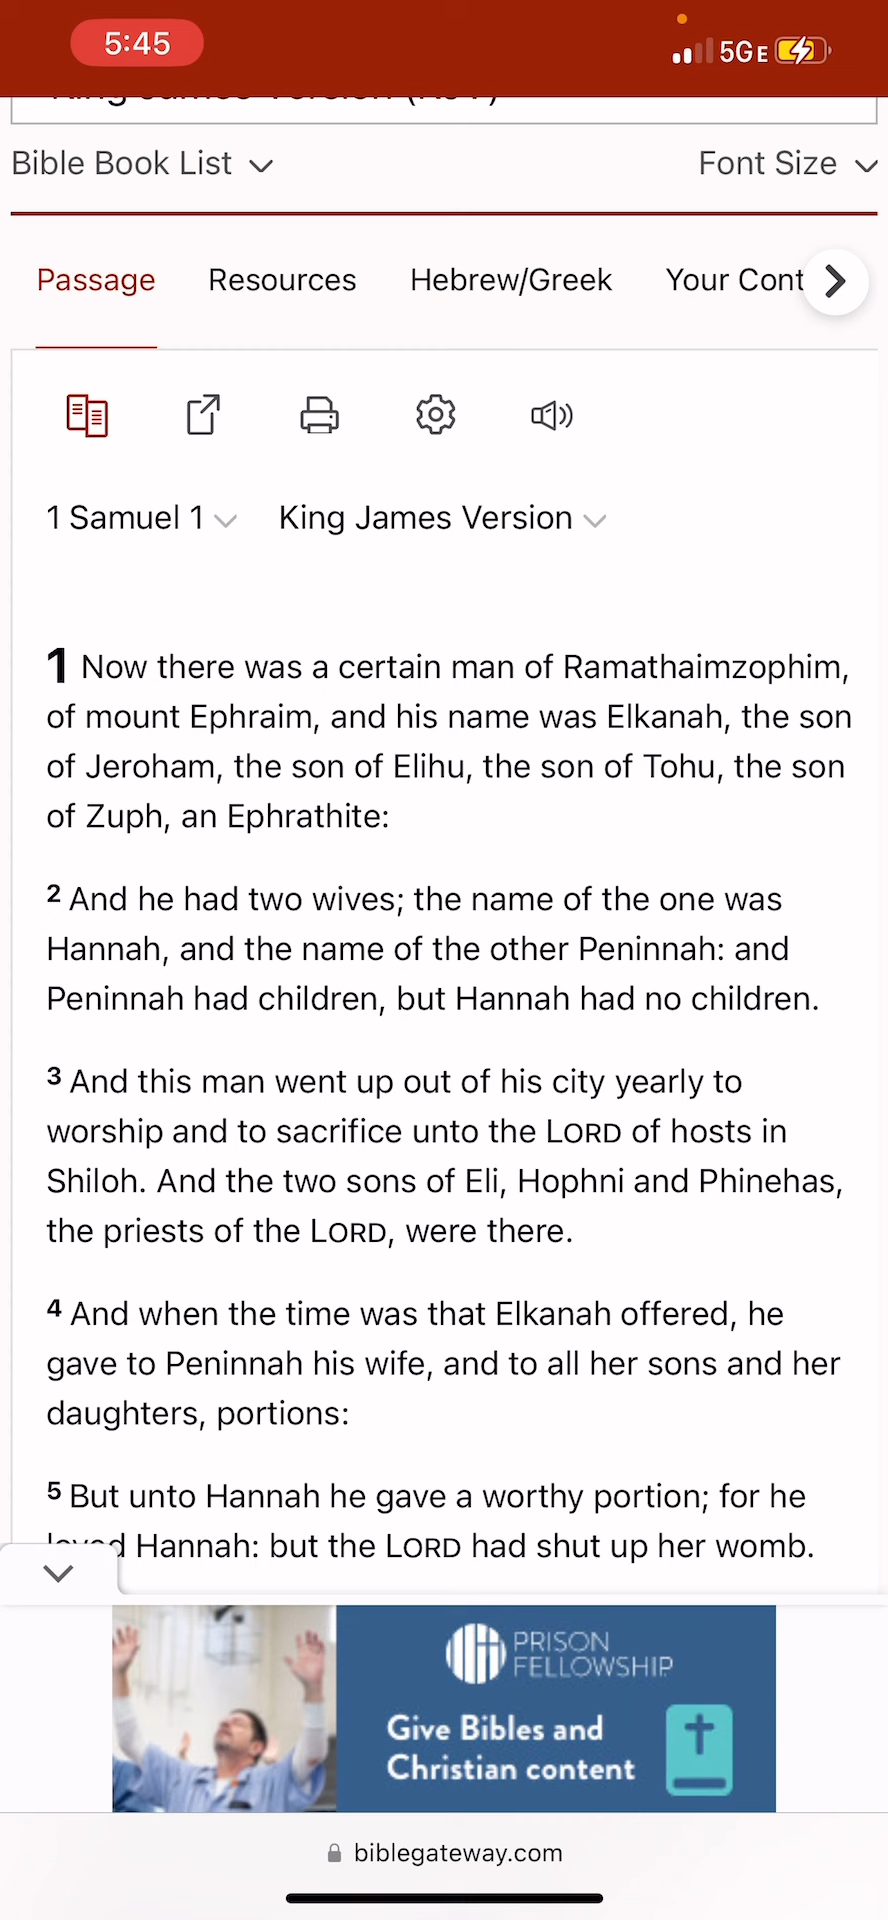 5:45
5GE
Bible Book List
Font Size
Passage Resources Hebrew/Greek Your Cont
1 Samuel 1 King James Version
1 Now there was a certain man of Ramathaimzophim,
of mount Ephraim, and his name was Elkanah, the son
of Jeroham, the son of Elihu, the son of Tohu, the son
of Zuph, an Ephrathite:
2 And he had two wives; the name of the one was
Hannah, and the name of the other Peninnah: and
Peninnah had children, but Hannah had no children.
3 And this man went up out of his city yearly to
worship and to sacrifice unto the LORD of hosts in
Shiloh. And the two sons of Eli, Hophni and Phinehas,
the priests of the LORD, were there.
4 And when the time was that Elkanah offered, he
gave to Peninnah his wife, and to all her sons and her
daughters, portions:
5 But unto Hannah he gave a worthy portion; for he
loved Hannah: but the LORD had shut up her womb.
PRISON
FELLOWSHIP
Give Bibles and
Christian content
biblegateway.com